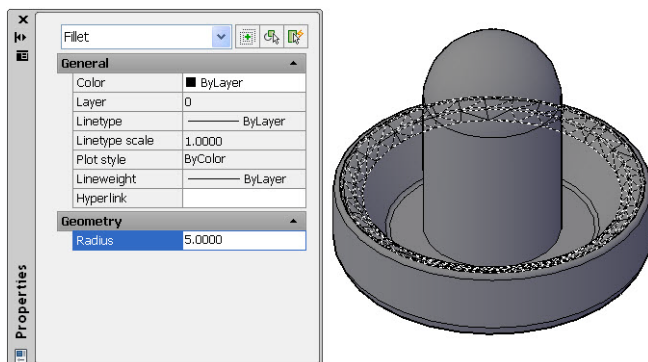 Fillet
General
Color ByLayer
Layer 0
Linetype ByLayer
Linetype scale 1.0000
Plot style ByColor
Lineweight ByLayer
Hyperlink
Geometry
Radius 5.0000
Properties